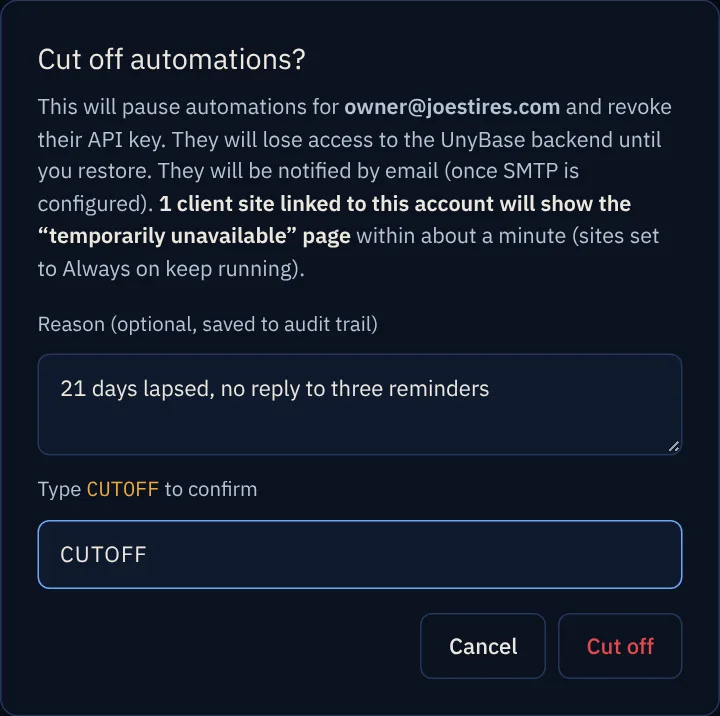 Cut off automations?
This will pause automations for owner@joestires.com and revoke
their API key. They will lose access to the UnyBase backend until
you restore. They will be notified by email (once SMTP is
configured). 1 client site linked to this account will show the
“temporarily unavailable” page within about a minute (sites set
to Always on keep running).
Reason (optional, saved to audit trail)
21 days lapsed, no reply to three reminders
Type CUTOFF to confirm
CUTOFF
Cancel
Cut off